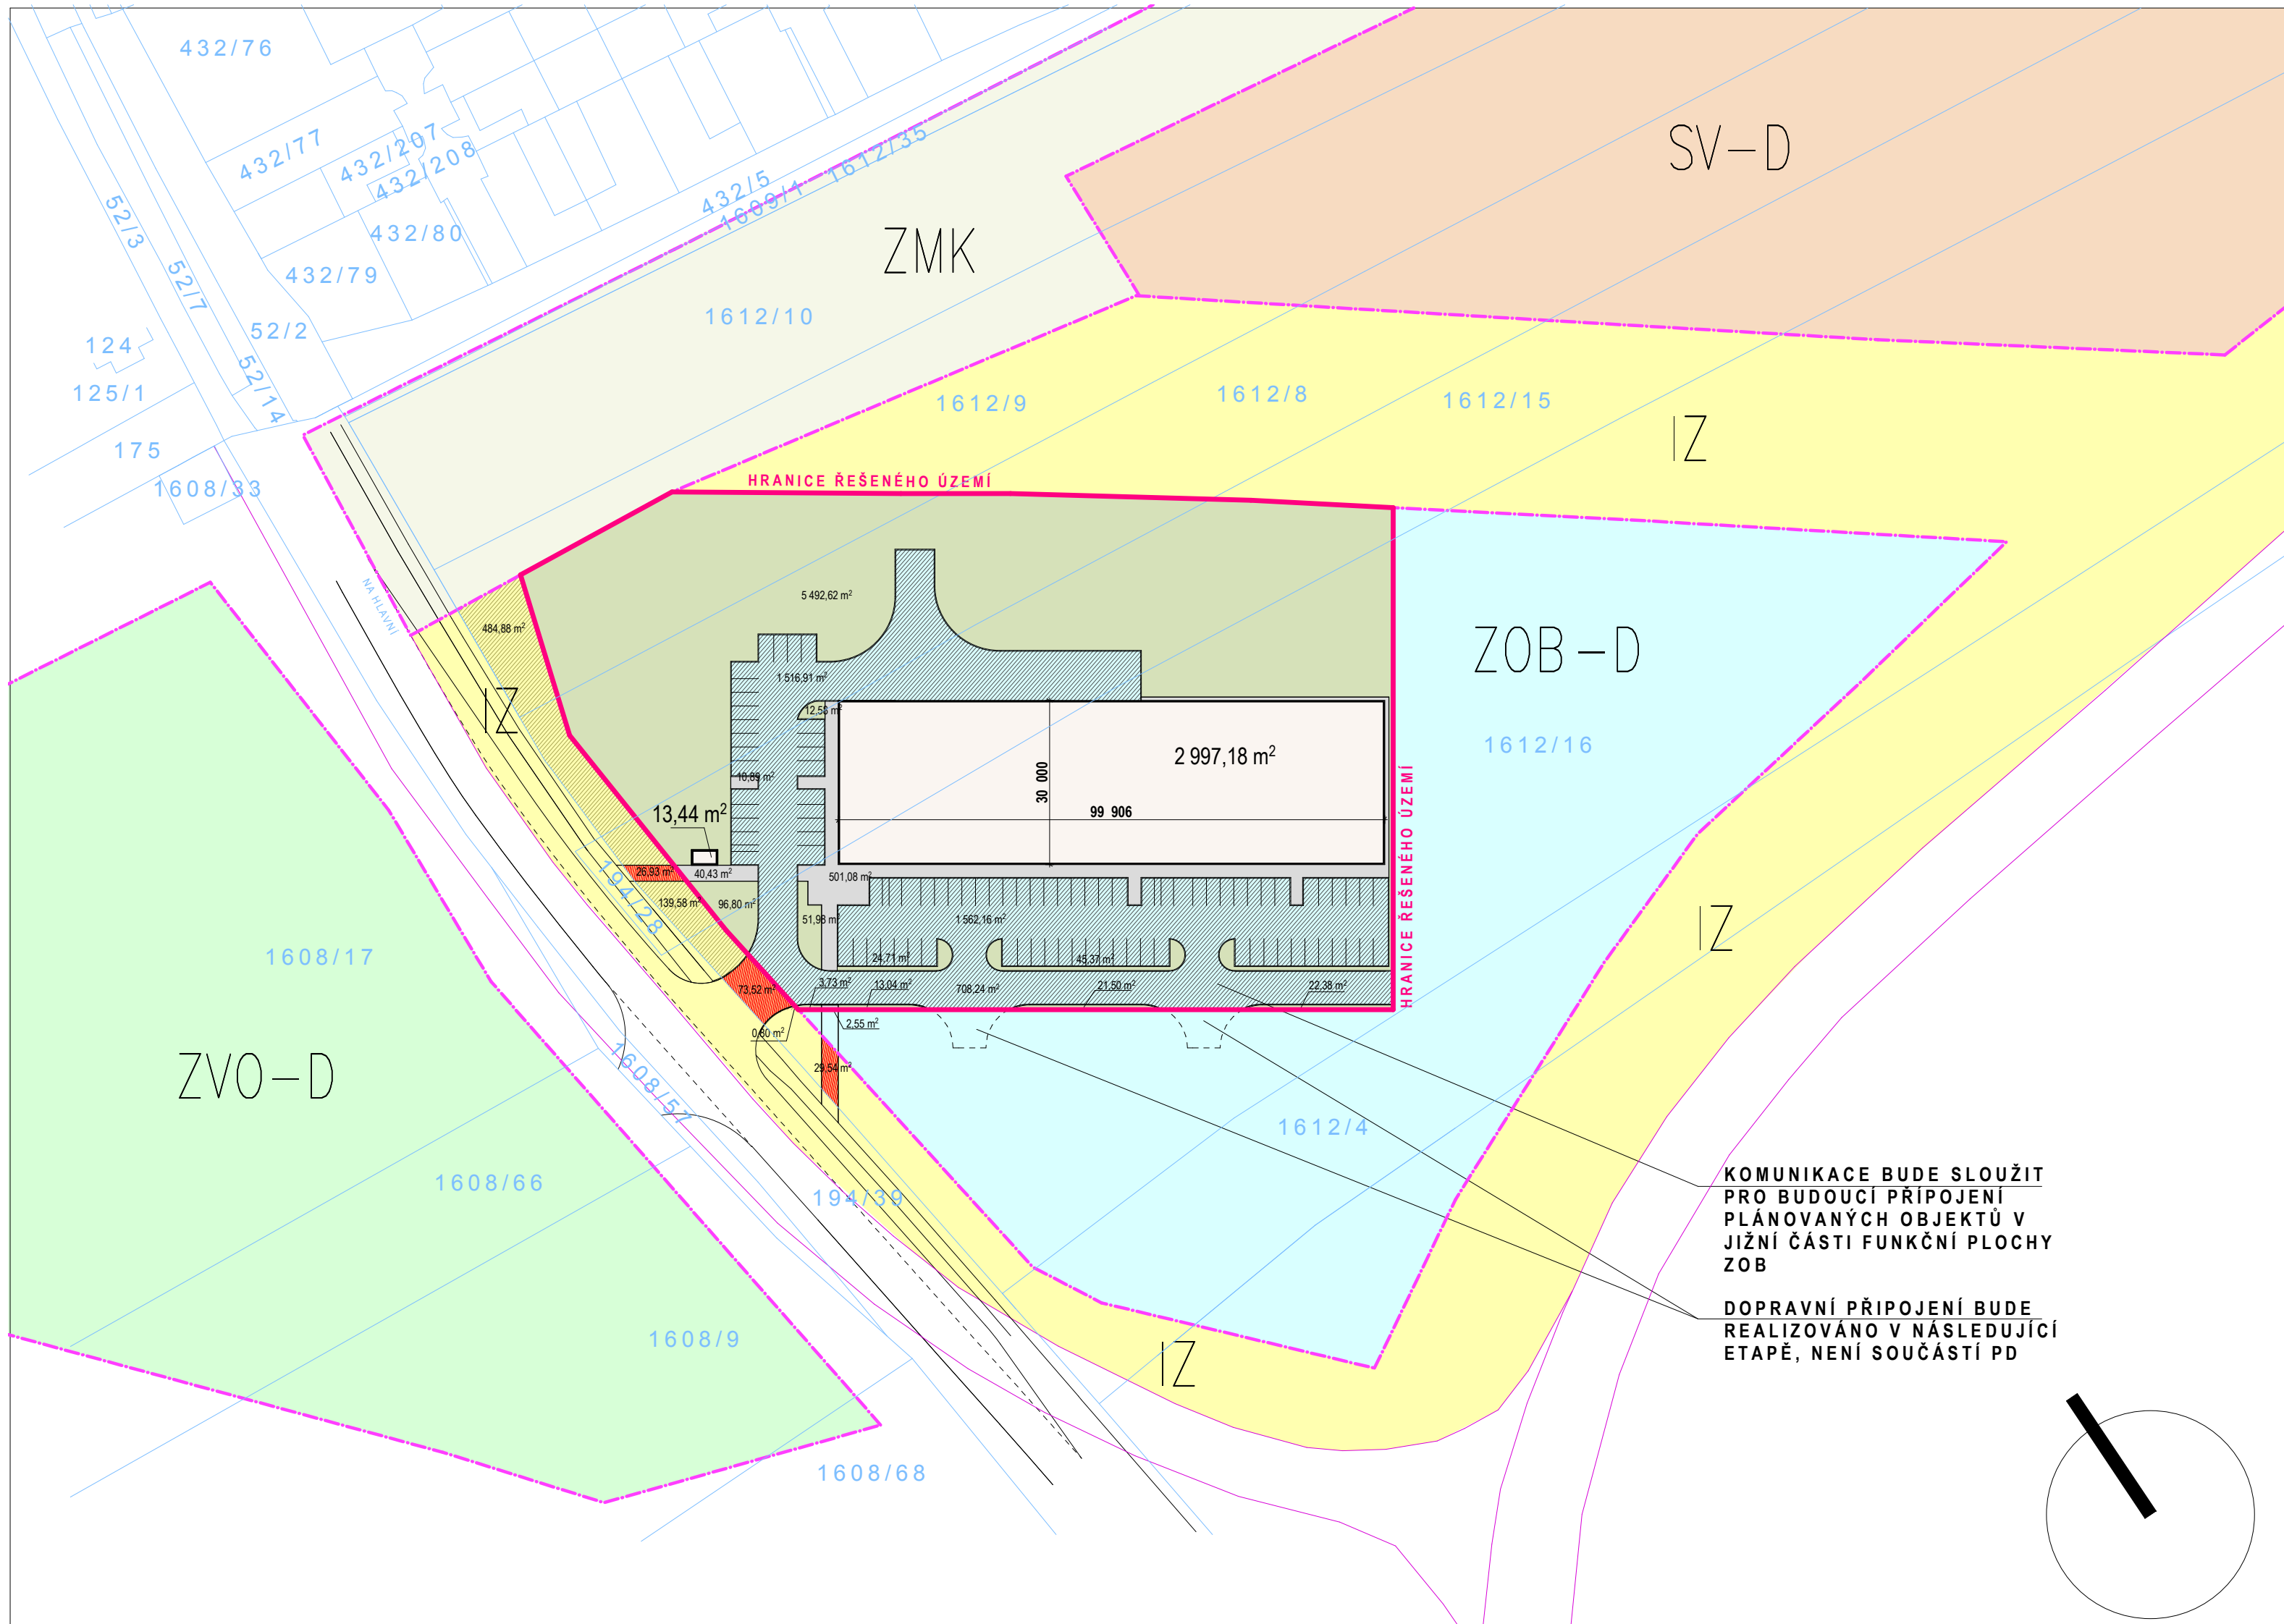 432/76
432/77
432/207
432/208
432/80
432/79
432/5
1609/1
1612/35
52/3
52/7
52/2
52/14
124
125/1
175
1608/33
SV-D
ZMK
1612/10
1612/9
1612/8
1612/15
IZ
HRANICE ŘEŠENÉHO ÚZEMÍ
NA HLAVNÍ
484,88 m²
5 492,62 m²
IZ
1 516,91 m²
ZOB-D
1612/16
2 997,18 m²
30 000
99 906
10,89 m²
13,44 m²
HRANICE ŘEŠENÉHO ÚZEMÍ
26,93 m²
40,43 m²
501,08 m²
194/28
139,58 m²
96,80 m²
51,98 m²
1 562,16 m²
IZ
1608/17
24,71 m²
45,37 m²
73,52 m²
3,73 m²
13,04 m²
708,24 m²
21,50 m²
22,38 m²
2,55 m²
29,54 m²
ZVO-D
1608/57
1612/4
1608/66
194/39
KOMUNIKACE BUDE SLOUŽIT
PRO BUDOUCÍ PŘÍPOJENÍ
PLÁNOVANÝCH OBJEKTŮ V
JIŽNÍ ČÁSTI FUNKČNÍ PLOCHY
ZOB
DOPRAVNÍ PŘIPOJENÍ BUDE
REALIZOVÁNO V NÁSLEDUJÍCÍ
ETAPĚ, NENÍ SOUČÁSTÍ PD
1608/9
IZ
1608/68